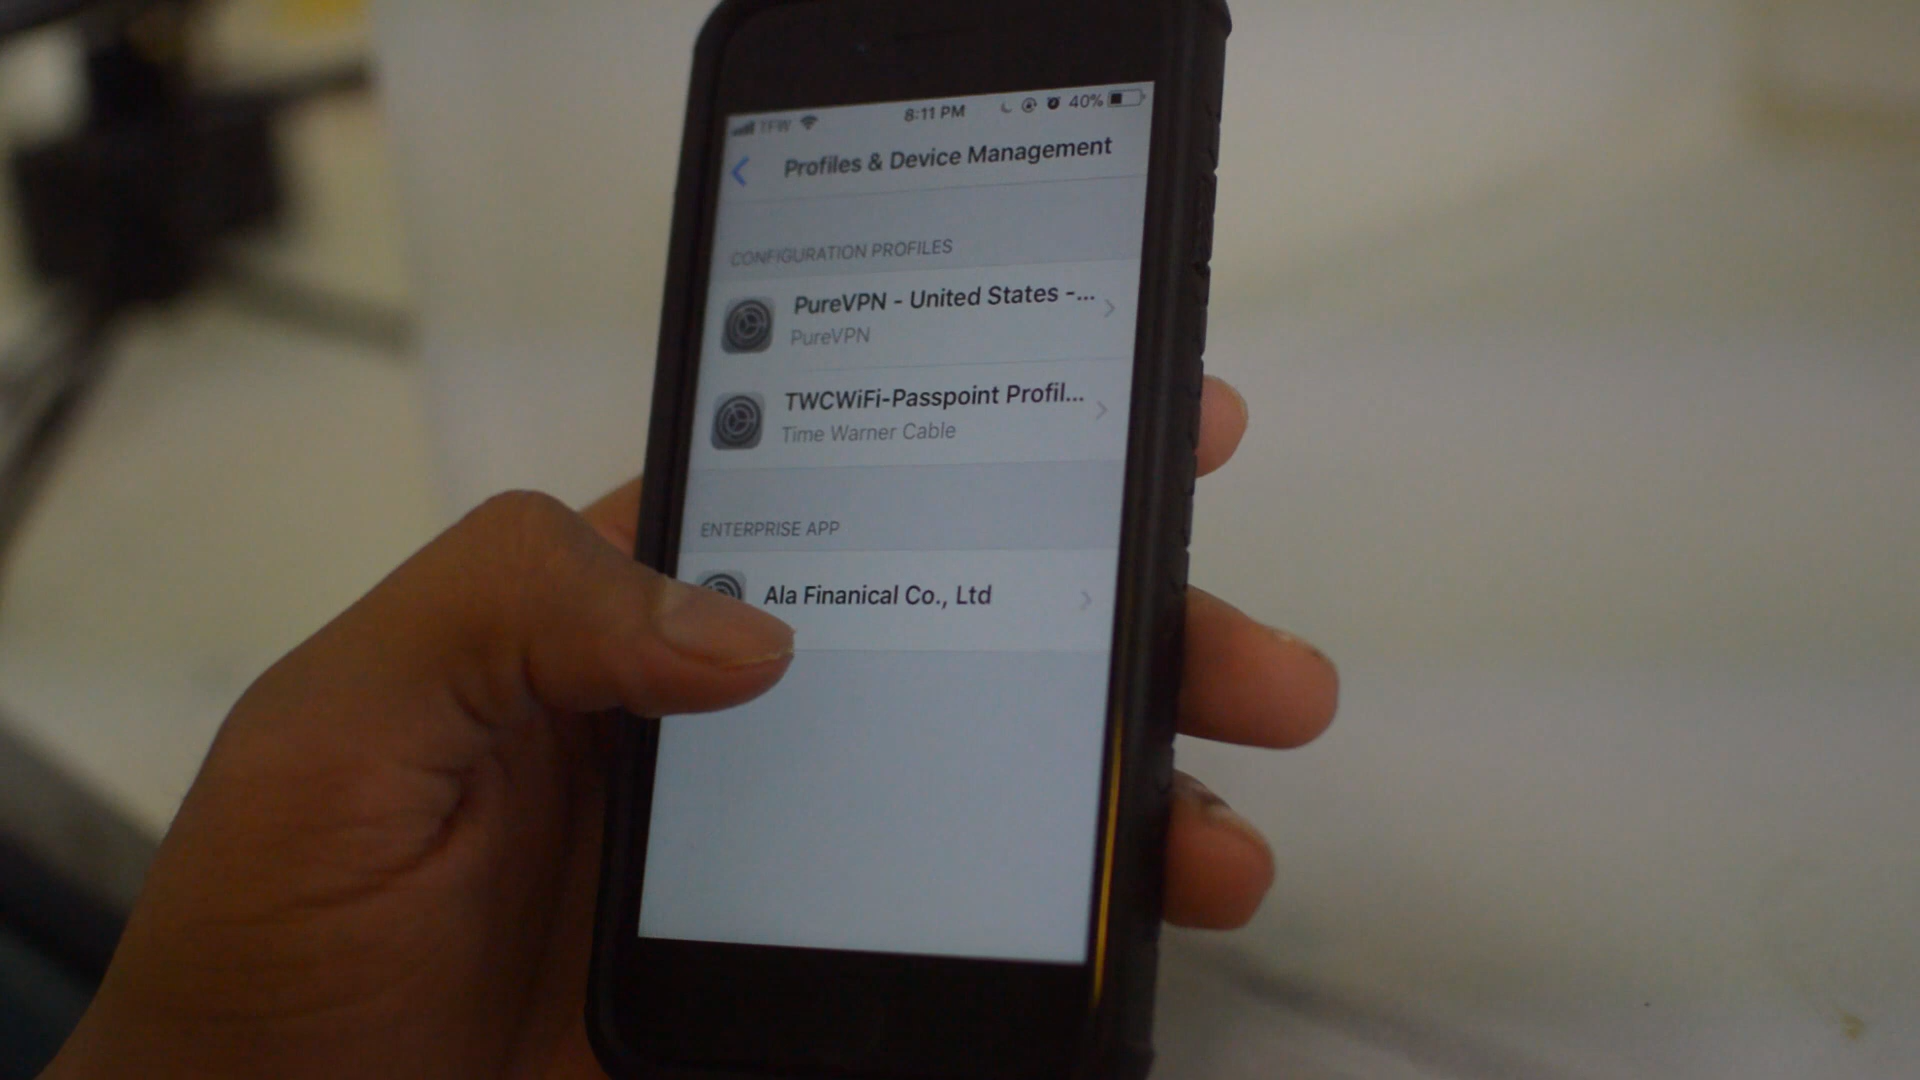 TFW 8:11 PM 40%
Profiles & Device Management
CONFIGURATION PROFILES
PureVPN - United States -...
PureVPN
TWCWiFi-Passpoint Profil...
Time Warner Cable
ENTERPRISE APP
Ala Finanical Co., Ltd